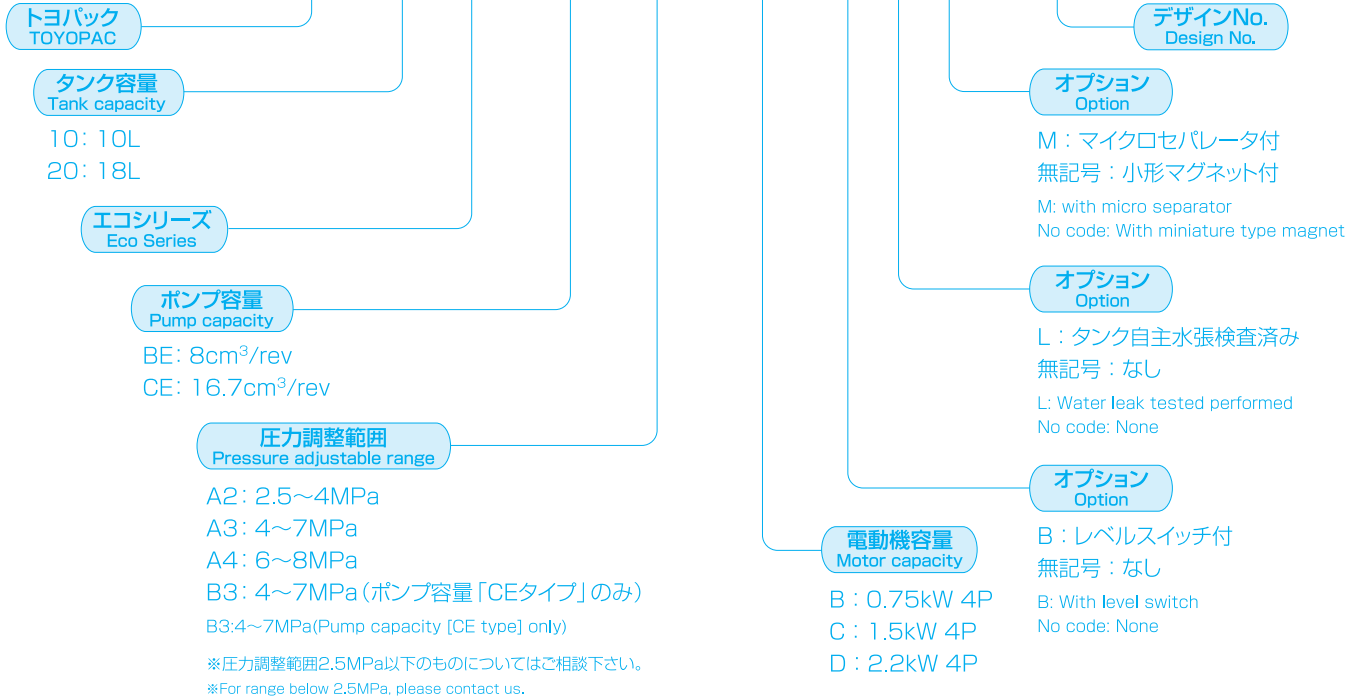 トヨパック
TOYOPAC
タンク容量
Tank capacity
10：10L
20：18L
エコシリーズ
Eco Series
ポンプ容量
Pump capacity
BE：8cm³/rev
CE：16.7cm³/rev
圧力調整範囲
Pressure adjustable range
A2：2.5～4MPa
A3：4～7MPa
A4：6～8MPa
B3：4～7MPa（ポンプ容量「CEタイプ」のみ）
B3:4～7MPa(Pump capacity [CE type] only)
※圧力調整範囲2.5MPa以下のものについてはご相談下さい。
※For range below 2.5MPa, please contact us.
電動機容量
Motor capacity
B：0.75kW 4P
C：1.5kW 4P
D：2.2kW 4P
デザインNo.
Design No.
オプション
Option
M：マイクロセパレータ付
無記号：小形マグネット付
M: with micro separator
No code: With miniature type magnet
オプション
Option
L：タンク自主水張検査済み
無記号：なし
L: Water leak tested performed
No code: None
オプション
Option
B：レベルスイッチ付
無記号：なし
B: With level switch
No code: None